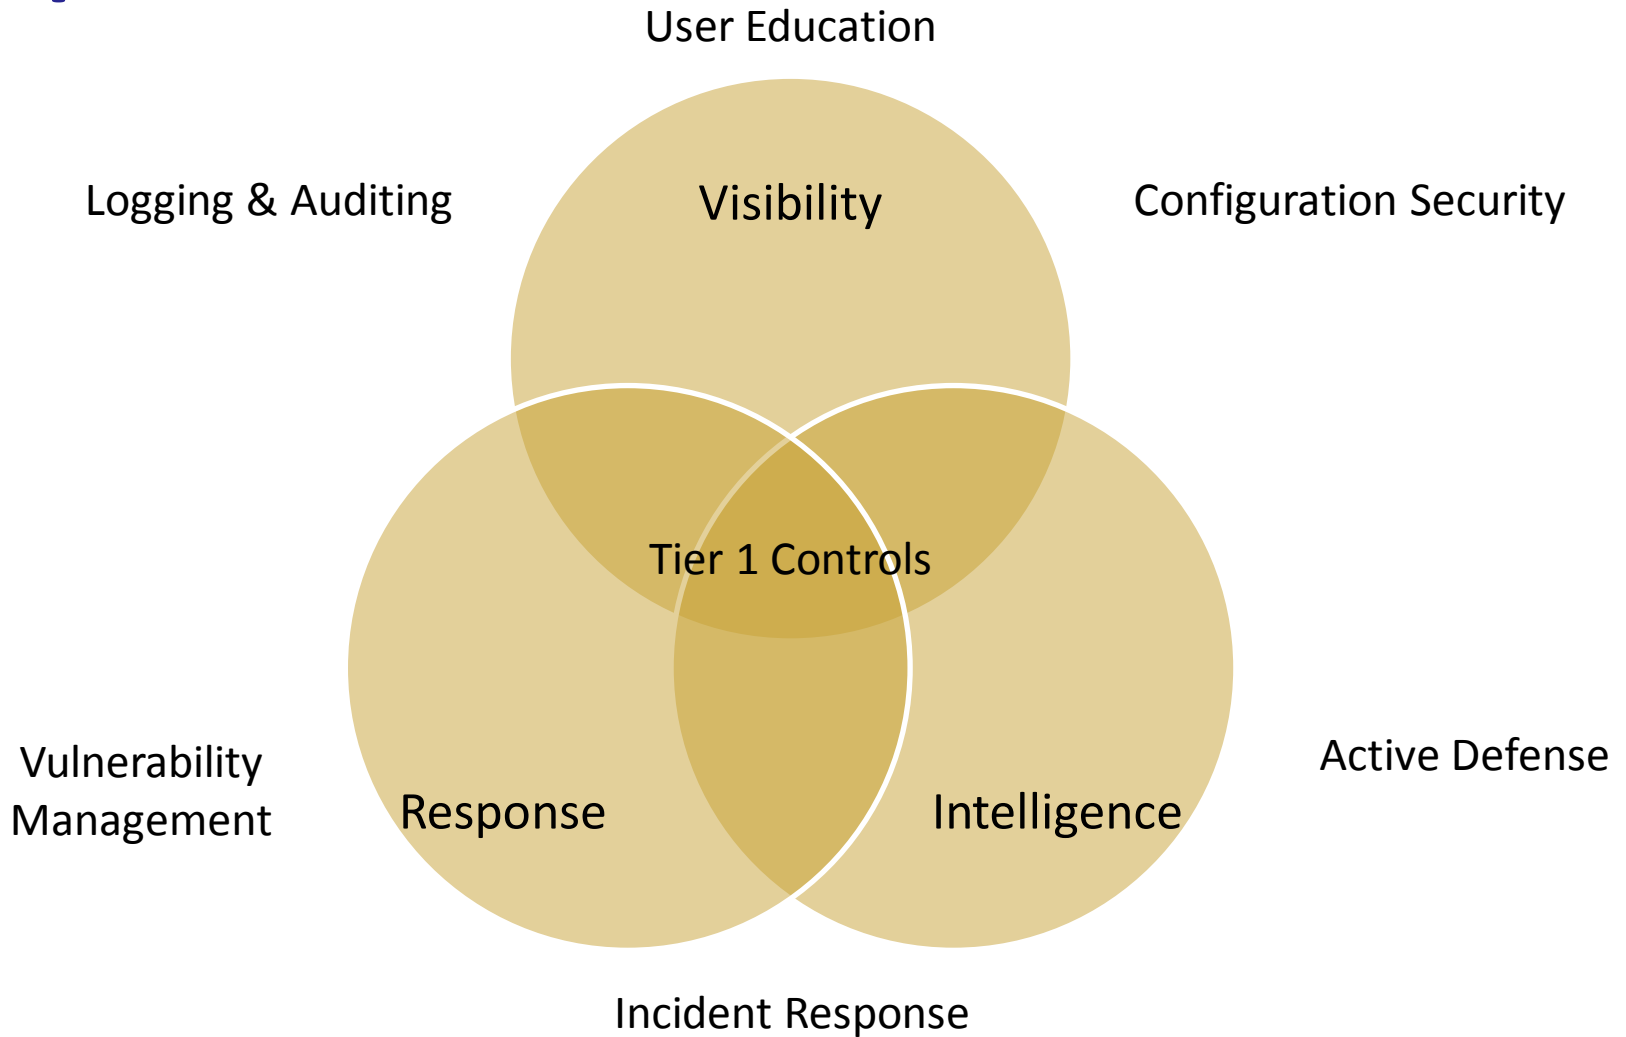 User Education
Logging & Auditing
Visibility
Configuration Security
Tier 1 Controls
Vulnerability
Management
Response
Intelligence
Active Defense
Incident Response